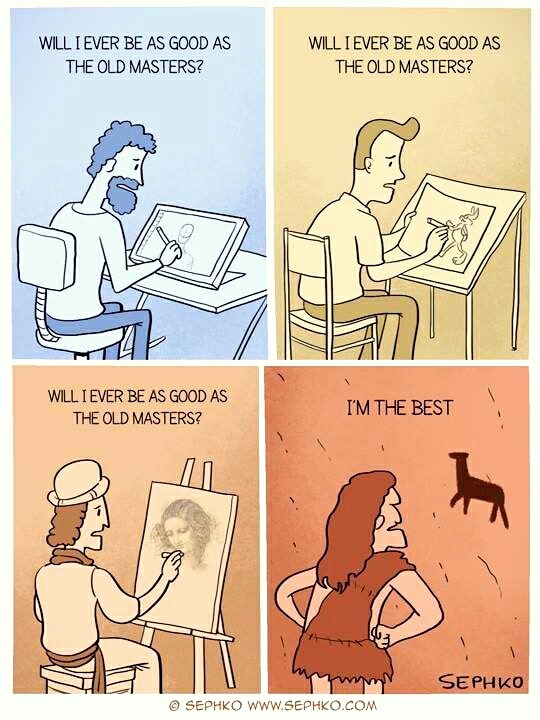 WILL I EVER BE AS GOOD AS
THE OLD MASTERS?
WILL I EVER BE AS GOOD AS
THE OLD MASTERS?
WILL I EVER BE AS GOOD AS
THE OLD MASTERS?
I'M THE BEST
SEPHKO
© SEPHKO WWW.SEPHKO.COM